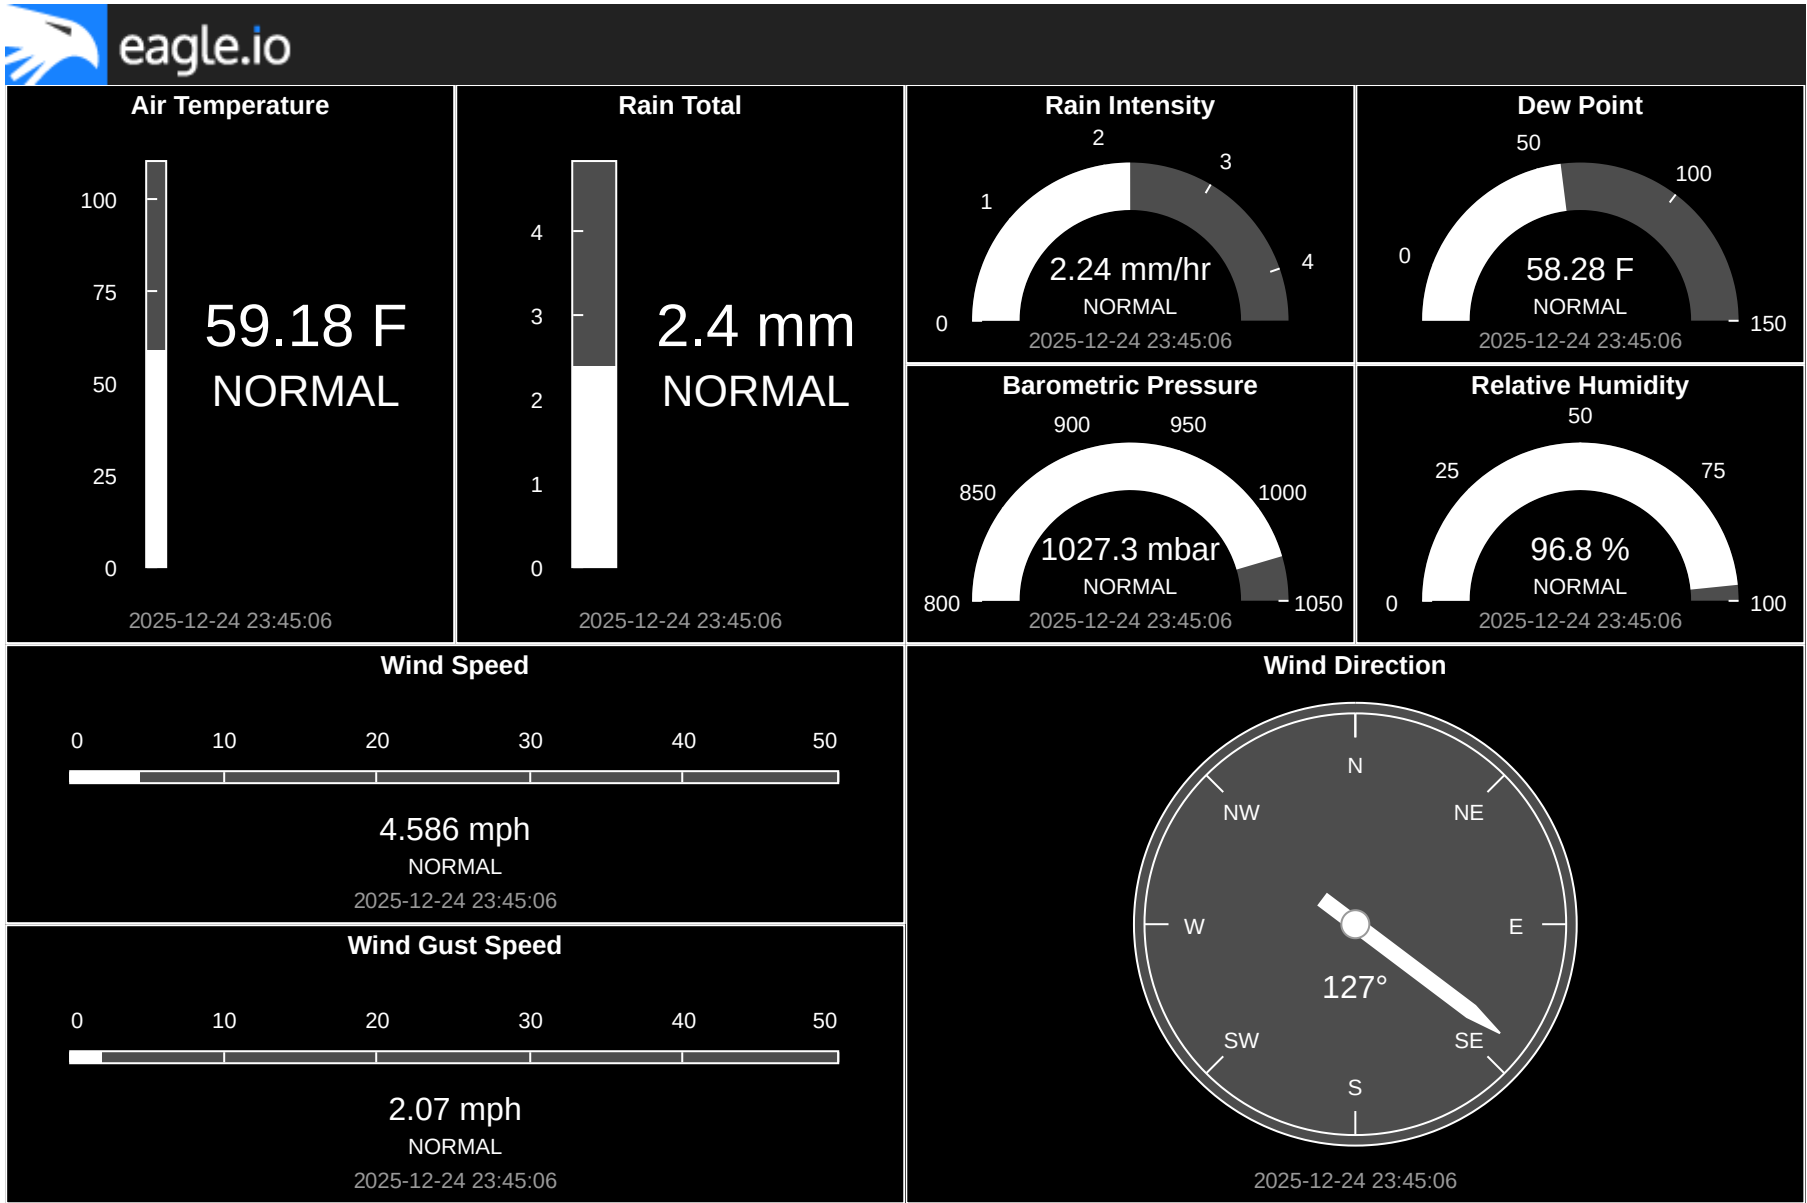 eagle.io
Air Temperature
100
75
50
25
0
59.18 F
NORMAL
2025-12-24 23:45:06
Rain Total
4
3
2
1
0
2.4 mm
NORMAL
2025-12-24 23:45:06
Rain Intensity
0
1
2
3
4
2.24 mm/hr
NORMAL
2025-12-24 23:45:06
Dew Point
0
50
100
150
58.28 F
NORMAL
2025-12-24 23:45:06
Barometric Pressure
800
850
900
950
1000
1050
1027.3 mbar
NORMAL
2025-12-24 23:45:06
Relative Humidity
0
25
50
75
100
96.8 %
NORMAL
2025-12-24 23:45:06
Wind Speed
0 10 20 30 40 50
4.586 mph
NORMAL
2025-12-24 23:45:06
Wind Gust Speed
0 10 20 30 40 50
2.07 mph
NORMAL
2025-12-24 23:45:06
Wind Direction
N
NW NE
W E
127°
SW SE
S
2025-12-24 23:45:06